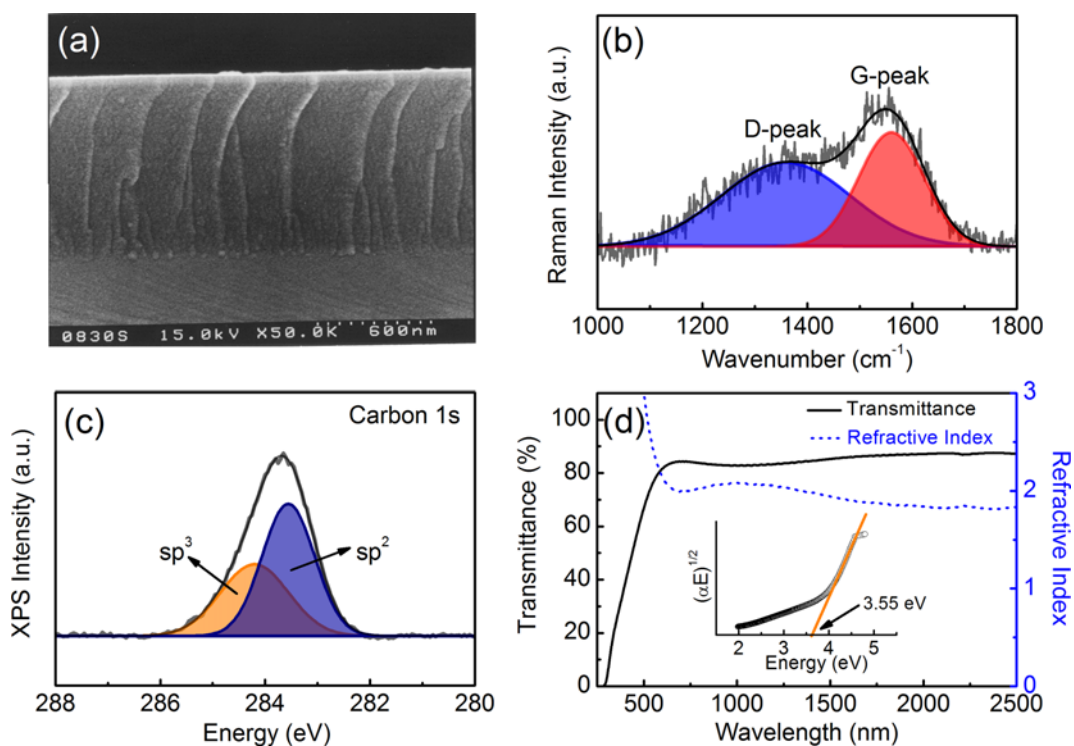 (a)
0830S 15.0kV X50.0K 600nm
(b)
G-peak
D-peak
Raman Intensity (a.u.)
1000 1200 1400 1600 1800
Wavenumber (cm⁻¹)
(c)
Carbon 1s
sp³
sp²
XPS Intensity (a.u.)
288 286 284 282 280
Energy (eV)
(d)
Transmittance
Refractive Index
Transmittance (%)
100
80
60
40
20
0
3
2
1
0
Refractive Index
(αE)¹/²
3.55 eV
2 3 4 5
Energy (eV)
500 1000 1500 2000 2500
Wavelength (nm)